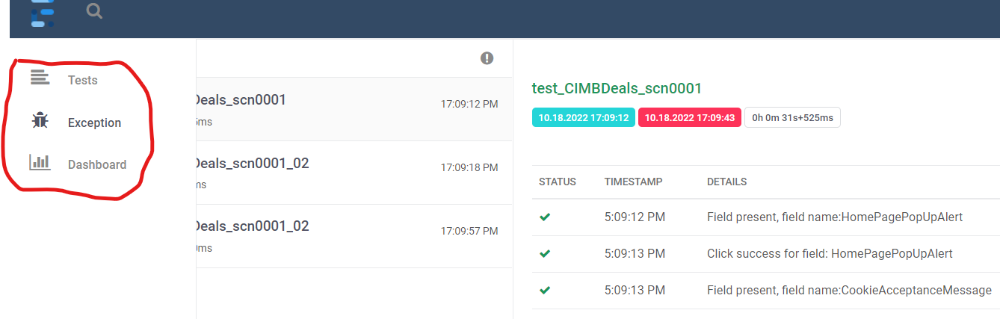 Tests
Exception
Dashboard
Deals_scn0001
17:09:12 PM
5ms
Deals_scn0001_02
17:09:18 PM
ms
Deals_scn0001_02
17:09:57 PM
0ms
test_CIMBDeals_scn0001
10.18.2022 17:09:12 10.18.2022 17:09:43 0h 0m 31s+525ms
STATUS TIMESTAMP DETAILS
5:09:12 PM Field present, field name:HomePagePopUpAlert
5:09:13 PM Click success for field: HomePagePopUpAlert
5:09:13 PM Field present, field name:CookieAcceptanceMessage